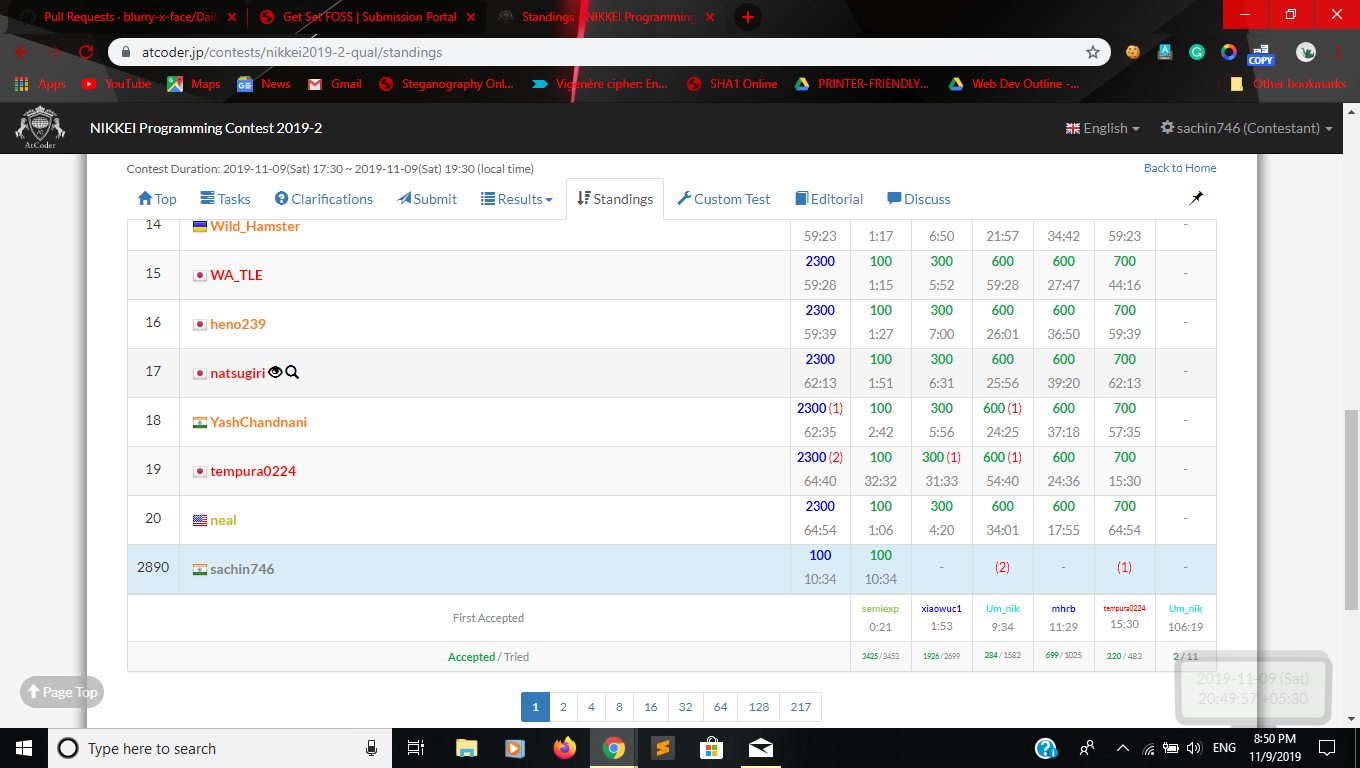 Pull Requests · blurry-x-face/Dail
Get Set FOSS | Submission Portal
Standings - NIKKEI Programming
atcoder.jp/contests/nikkei2019-2-qual/standings
COPY
Apps YouTube Maps News Gmail Steganography Onl... Vigenère cipher: En... SHA1 Online PRINTER-FRIENDLY... Web Dev Outline -... Other bookmarks
AtCoder
NIKKEI Programming Contest 2019-2 English sachin746 (Contestant)
Contest Duration: 2019-11-09(Sat) 17:30 ~ 2019-11-09(Sat) 19:30 (local time) Back to Home
Top Tasks Clarifications Submit Results Standings Custom Test Editorial Discuss
14 Wild_Hamster -
59:23 1:17 6:50 21:57 34:42 59:23
15 WA_TLE 2300 100 300 600 600 700 -
59:28 1:15 5:52 59:28 27:47 44:16
16 heno239 2300 100 300 600 600 700 -
59:39 1:27 7:00 26:01 36:50 59:39
17 natsugiri 2300 100 300 600 600 700 -
62:13 1:51 6:31 25:56 39:20 62:13
18 YashChandnani 2300 (1) 100 300 600 (1) 600 700 -
62:35 2:42 5:56 24:25 37:18 57:35
19 tempura0224 2300 (2) 100 300 (1) 600 (1) 600 700 -
64:40 32:32 31:33 54:40 24:36 15:30
20 neal 2300 100 300 600 600 700 -
64:54 1:06 4:20 34:01 17:55 64:54
2890 sachin746 100 100 - (2) - (1) -
10:34 10:34
First Accepted semiexp xiaowuc1 Um_nik mhrb tempura0224 Um_nik
0:21 1:53 9:34 11:29 15:30 106:19
Accepted / Tried 3425 / 3453 1926 / 2699 284 / 1582 699 / 1025 220 / 483 2 / 11
Page Top
2019-11-09 (Sat)
20:49:57 +05:30
1 2 4 8 16 32 64 128 217
Type here to search
ENG
8:50 PM
11/9/2019